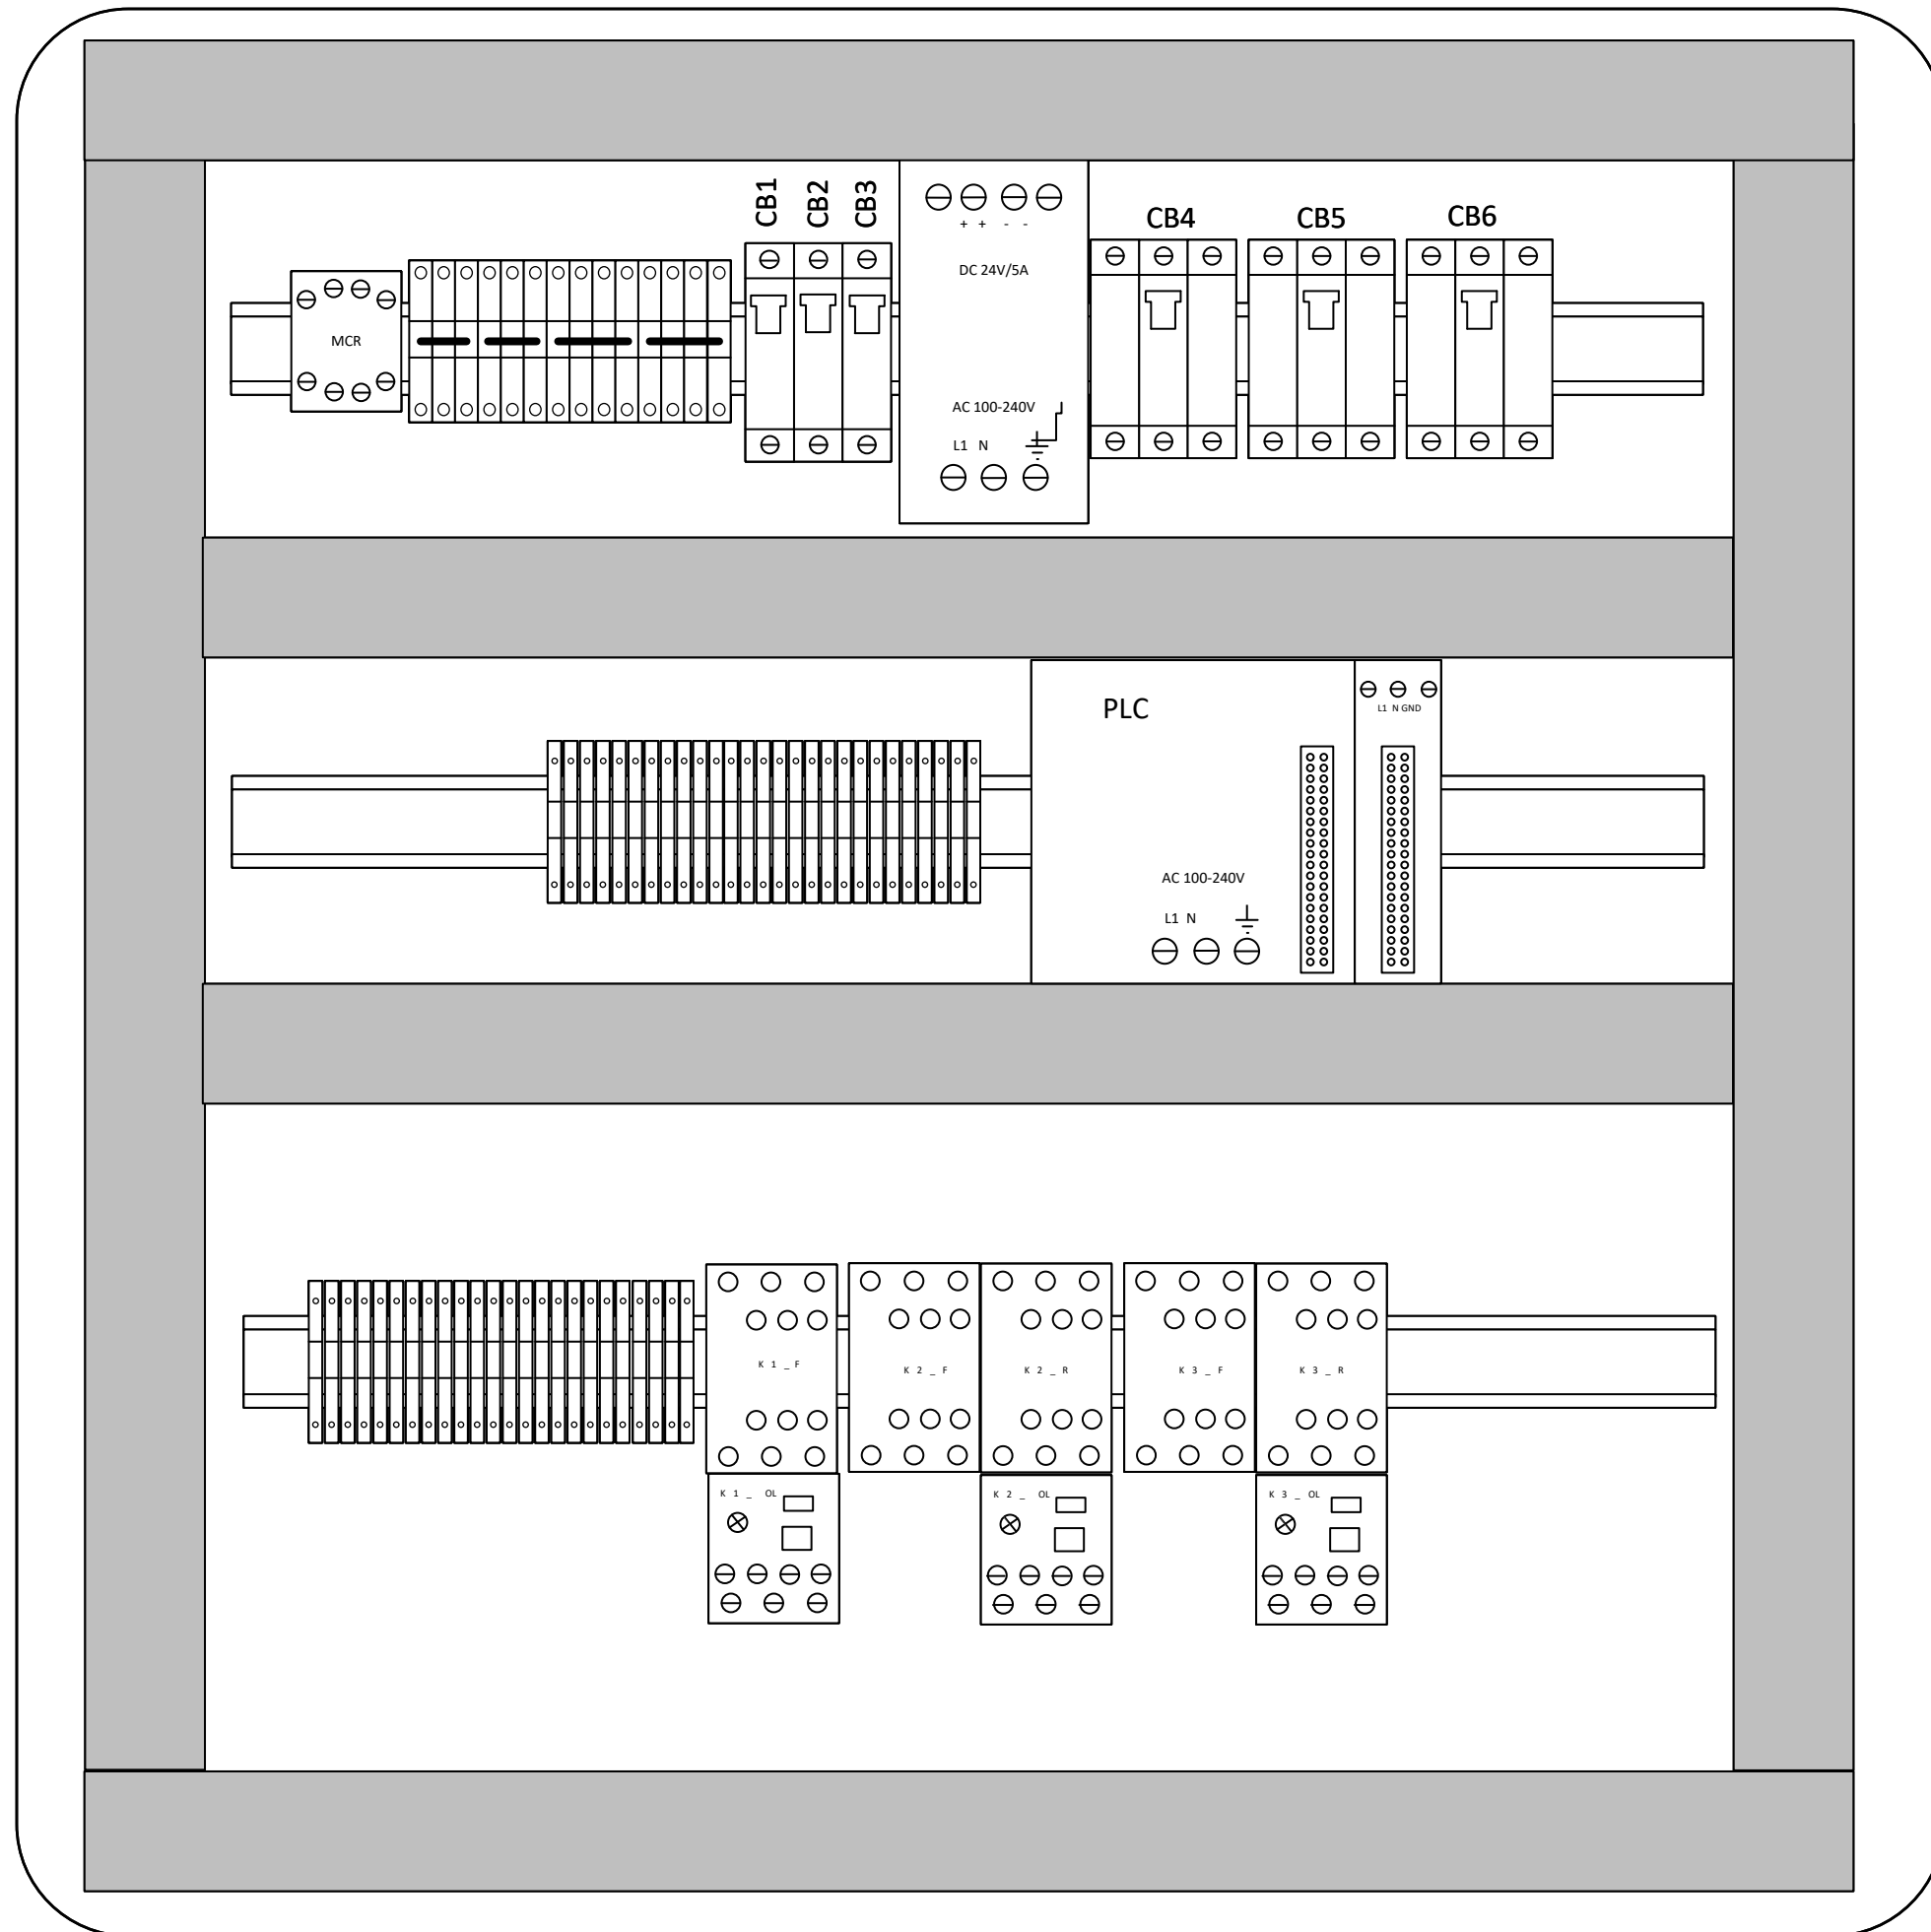 CB1
CB2
CB3
CB4
CB5
CB6
+ + - -
DC 24V/5A
MCR
AC 100-240V
L1 N
PLC
L1 N GND
AC 100-240V
L1 N
K 1 _ F
K 2 _ F
K 2 _ R
K 3 _ F
K 3 _ R
K 1 _ OL
K 2 _ OL
K 3 _ OL